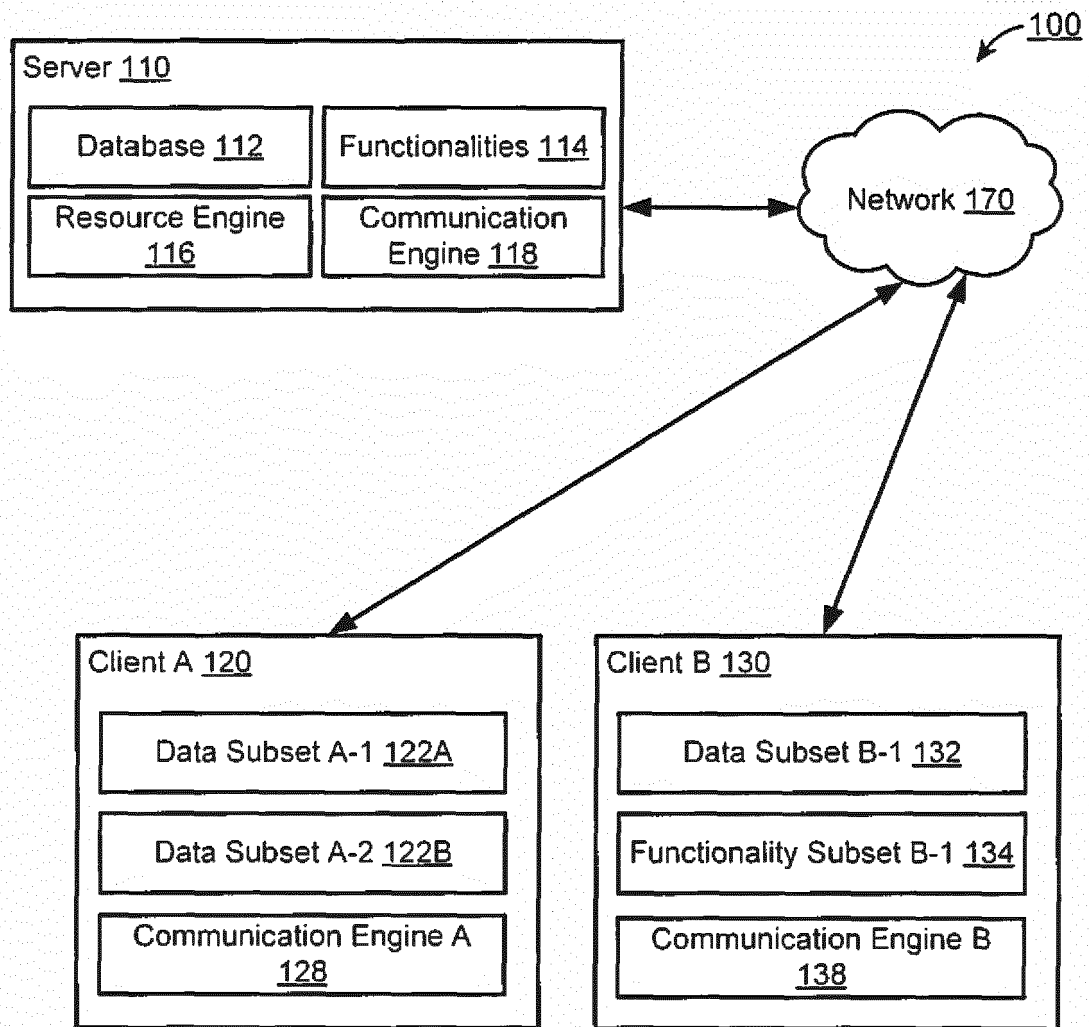 100
Server 110
Database 112
Functionalities 114
Resource Engine
116
Communication
Engine 118
Network 170
Client A 120
Data Subset A-1 122A
Data Subset A-2 122B
Communication Engine A
128
Client B 130
Data Subset B-1 132
Functionality Subset B-1 134
Communication Engine B
138